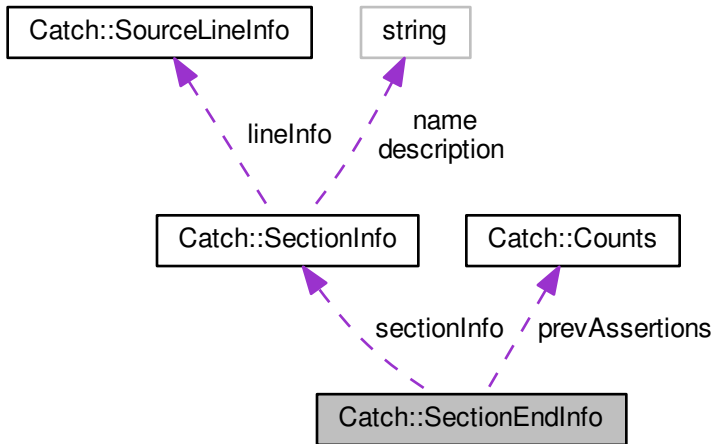 Catch::SourceLineInfo
string
lineInfo
name
description
Catch::SectionInfo
Catch::Counts
sectionInfo
prevAssertions
Catch::SectionEndInfo